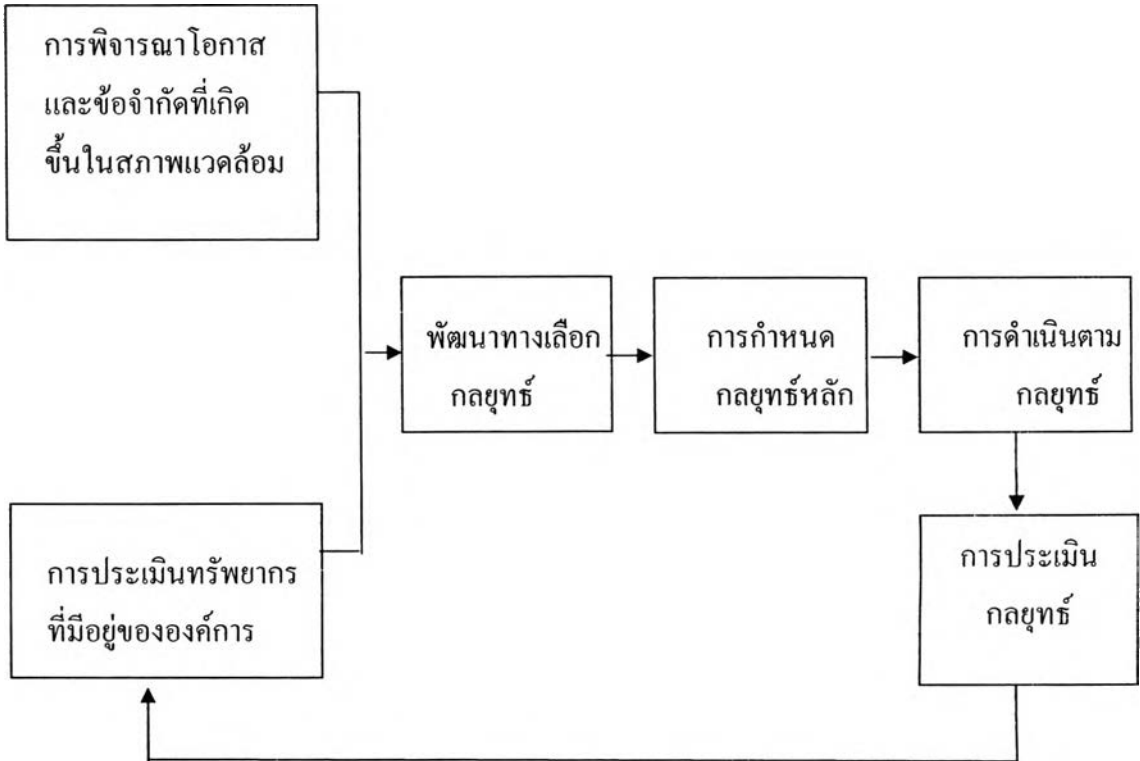 การพิจารณาโอกาส
และข้อจำกัดที่เกิด
ขึ้นในสภาพแวดล้อม
พัฒนาทางเลือก
กลยุทธ์
การกำหนด
กลยุทธ์หลัก
การดำเนินตาม
กลยุทธ์
การประเมินทรัพยากร
ที่มีอยู่ขององค์การ
การประเมิน
กลยุทธ์